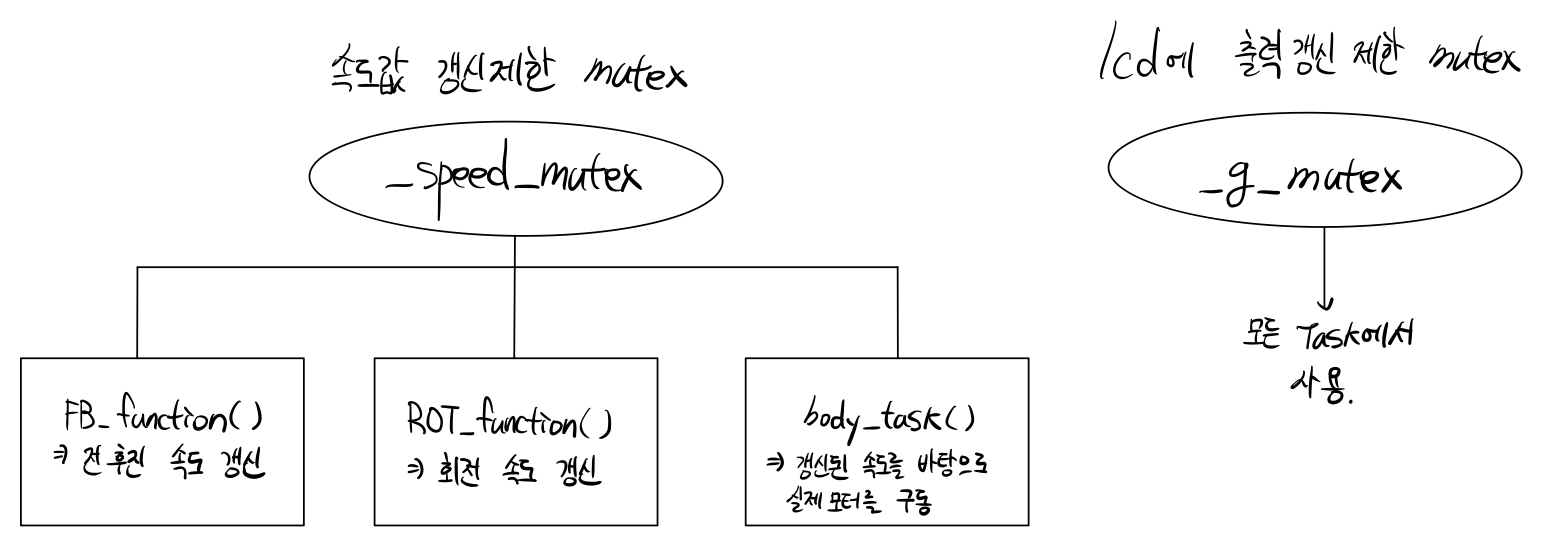 속도값 갱신제한 mutex
_speed_mutex
FB_function()
⇒ 전후진 속도 갱신
ROT_function()
⇒ 회전 속도 갱신
body_task()
⇒ 갱신된 속도를 바탕으로
실제 모터를 구동
lcd에 출력갱신 제한 mutex
_g_mutex
모든 Task에서
사용.